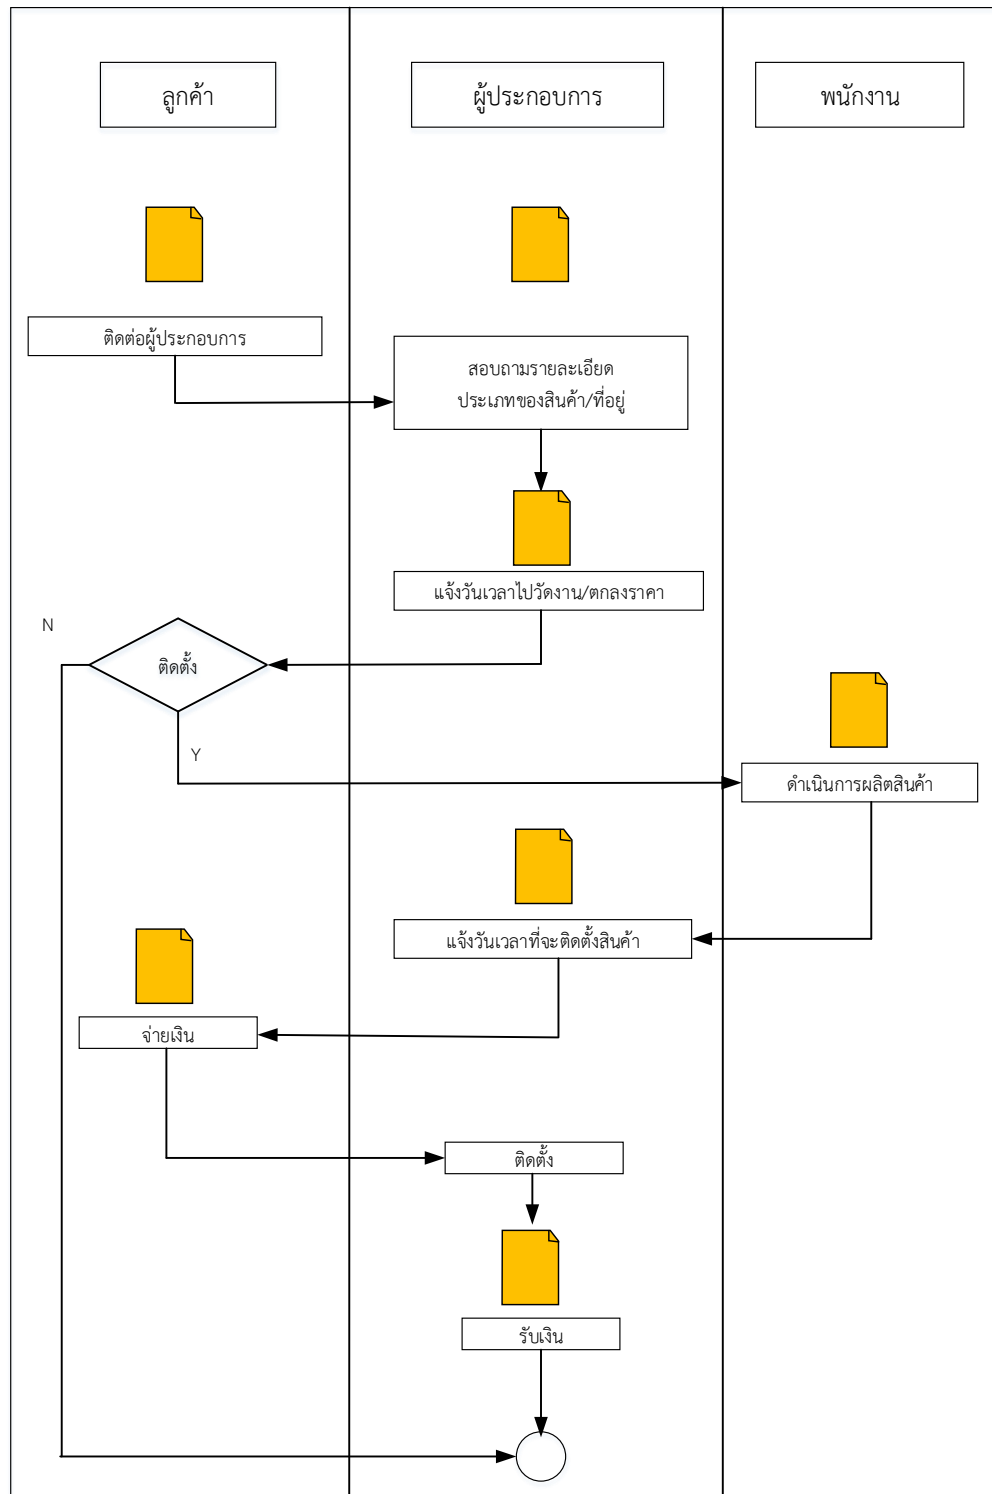 ลูกค้า
ผู้ประกอบการ
พนักงาน
ติดต่อผู้ประกอบการ
สอบถามรายละเอียด
ประเภทของสินค้า/ที่อยู่
แจ้งวันเวลาไปวัดงาน/ตกลงราคา
N
ติดตั้ง
Y
ดำเนินการผลิตสินค้า
แจ้งวันเวลาที่จะติดตั้งสินค้า
จ่ายเงิน
ติดตั้ง
รับเงิน